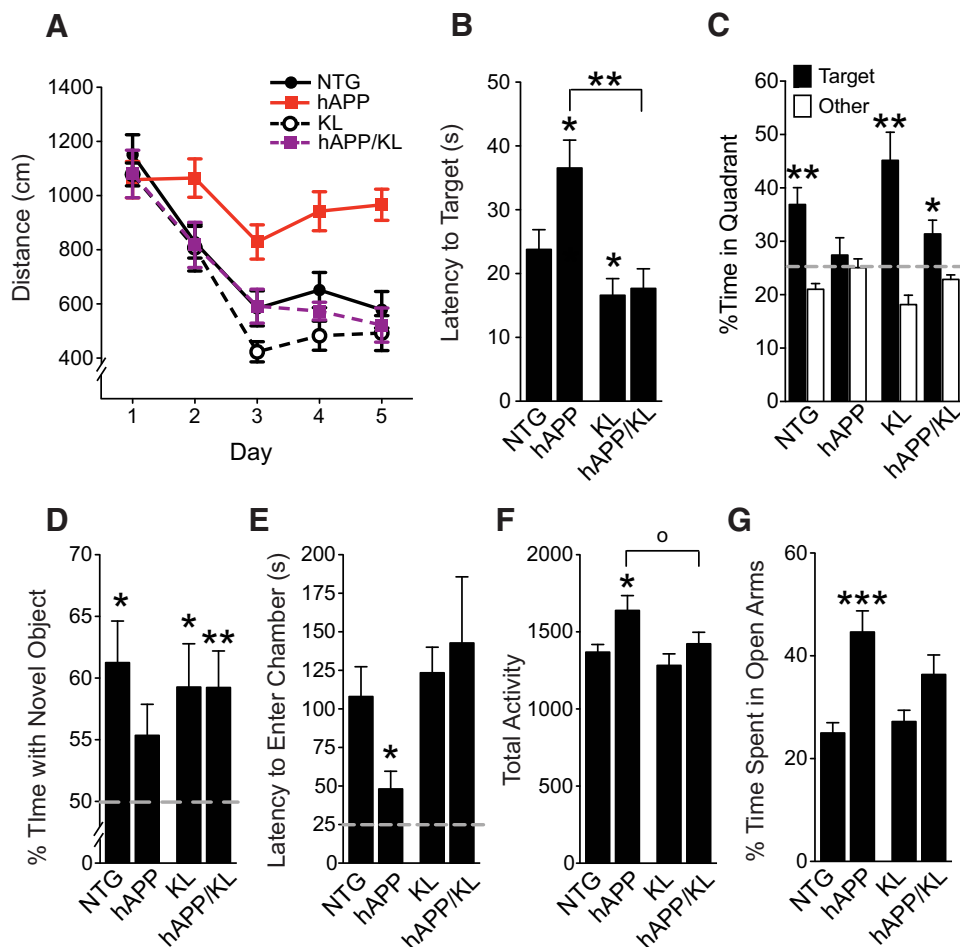 A
Distance (cm)
1400
1200
1000
800
600
400
1 2 3 4 5
Day
NTG
hAPP
KL
hAPP/KL
B
Latency to Target (s)
60
50
40
30
20
10
0
*
**
*
NTG
hAPP
KL
hAPP/KL
C
%Time in Quadrant
60
50
40
30
20
10
0
Target
Other
**
**
*
NTG
hAPP
KL
hAPP/KL
D
% TIme with Novel Object
70
65
60
55
50
0
*
*
**
NTG
hAPP
KL
hAPP/KL
E
Latency to Enter Chamber (s)
200
175
150
125
100
75
50
25
0
*
NTG
hAPP
KL
hAPP/KL
F
Total Activity
2000
1500
1000
500
0
*
o
NTG
hAPP
KL
hAPP/KL
G
% Time Spent in Open Arms
60
40
20
0
***
NTG
hAPP
KL
hAPP/KL